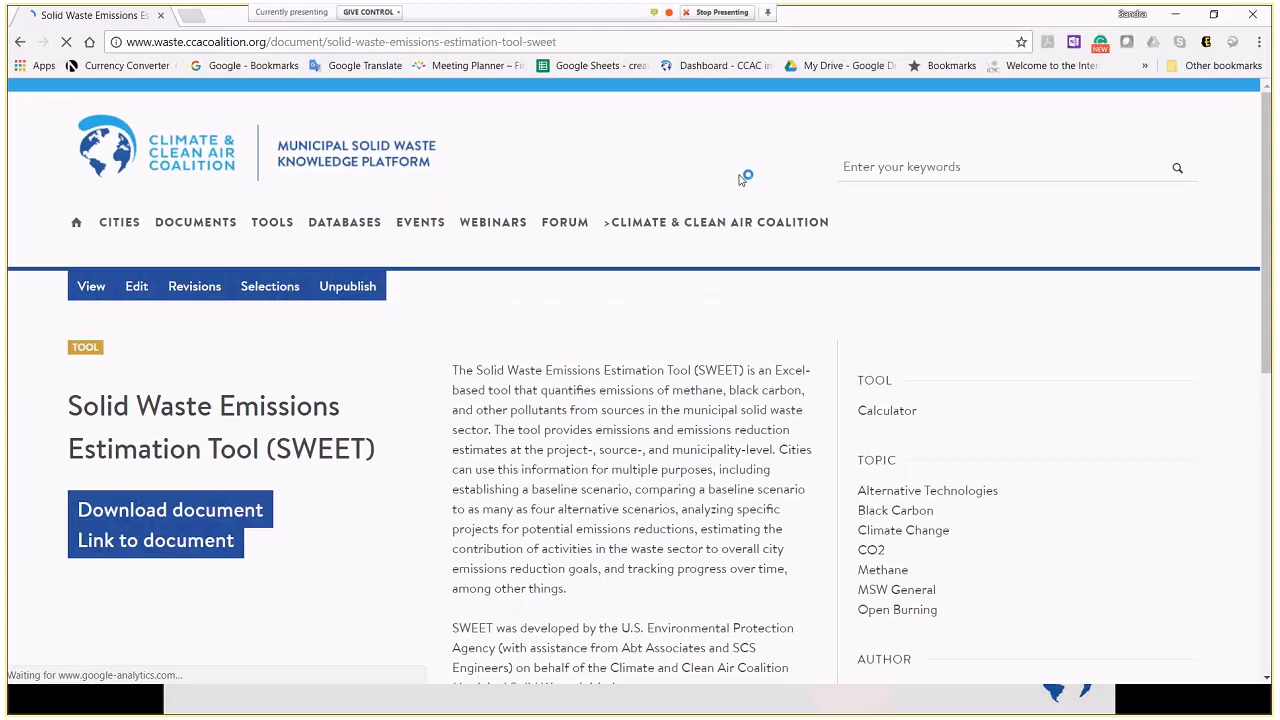 Solid Waste Emissions Es
Currently presenting
GIVE CONTROL
Stop Presenting
Sandra
www.waste.ccacoalition.org/document/solid-waste-emissions-estimation-tool-sweet
NEW
Apps
Currency Converter
Google - Bookmarks
Google Translate
Meeting Planner – Fi
Google Sheets - crea
Dashboard - CCAC in
My Drive - Google D
Bookmarks
Welcome to the Inter
»
Other bookmarks
CLIMATE &
CLEAN AIR
COALITION
MUNICIPAL SOLID WASTE
KNOWLEDGE PLATFORM
Enter your keywords
CITIES DOCUMENTS TOOLS DATABASES EVENTS WEBINARS FORUM >CLIMATE & CLEAN AIR COALITION
View Edit Revisions Selections Unpublish
TOOL
Solid Waste Emissions
Estimation Tool (SWEET)
Download document
Link to document
The Solid Waste Emissions Estimation Tool (SWEET) is an Excel-
based tool that quantifies emissions of methane, black carbon,
and other pollutants from sources in the municipal solid waste
sector. The tool provides emissions and emissions reduction
estimates at the project-, source-, and municipality-level. Cities
can use this information for multiple purposes, including
establishing a baseline scenario, comparing a baseline scenario
to as many as four alternative scenarios, analyzing specific
projects for potential emissions reductions, estimating the
contribution of activities in the waste sector to overall city
emissions reduction goals, and tracking progress over time,
among other things.
SWEET was developed by the U.S. Environmental Protection
Agency (with assistance from Abt Associates and SCS
Engineers) on behalf of the Climate and Clean Air Coalition
TOOL
Calculator
TOPIC
Alternative Technologies
Black Carbon
Climate Change
CO2
Methane
MSW General
Open Burning
AUTHOR
Waiting for www.google-analytics.com...